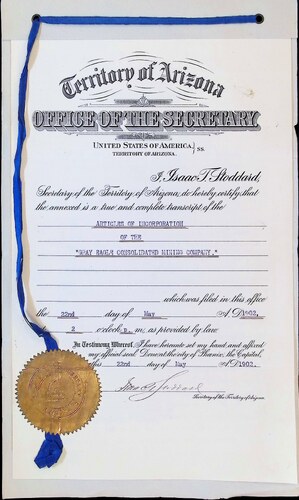 Territory of Arizona
OFFICE OF THE SECRETARY
UNITED STATES OF AMERICA, } ss.
TERRITORY OF ARIZONA.
I, Isaac T. Stoddard,
Secretary of the Territory of Arizona, do hereby certify that
the annexed is a true and complete transcript of the
ARTICLES OF INCORPORATION
OF THE
"GRAY EAGLE CONSOLIDATED MINING COMPANY,"
which was filed in this office
the 22nd day of May A.D. 1902,
2 o'clock P. m., as provided by law
In Testimony Whereof, I have hereunto set my hand and affixed
my official seal. Done at the city of Phoenix, the Capital,
this 22nd day of May A.D. 1902.
Isaac T. Stoddard
Secretary of the Territory of Arizona.